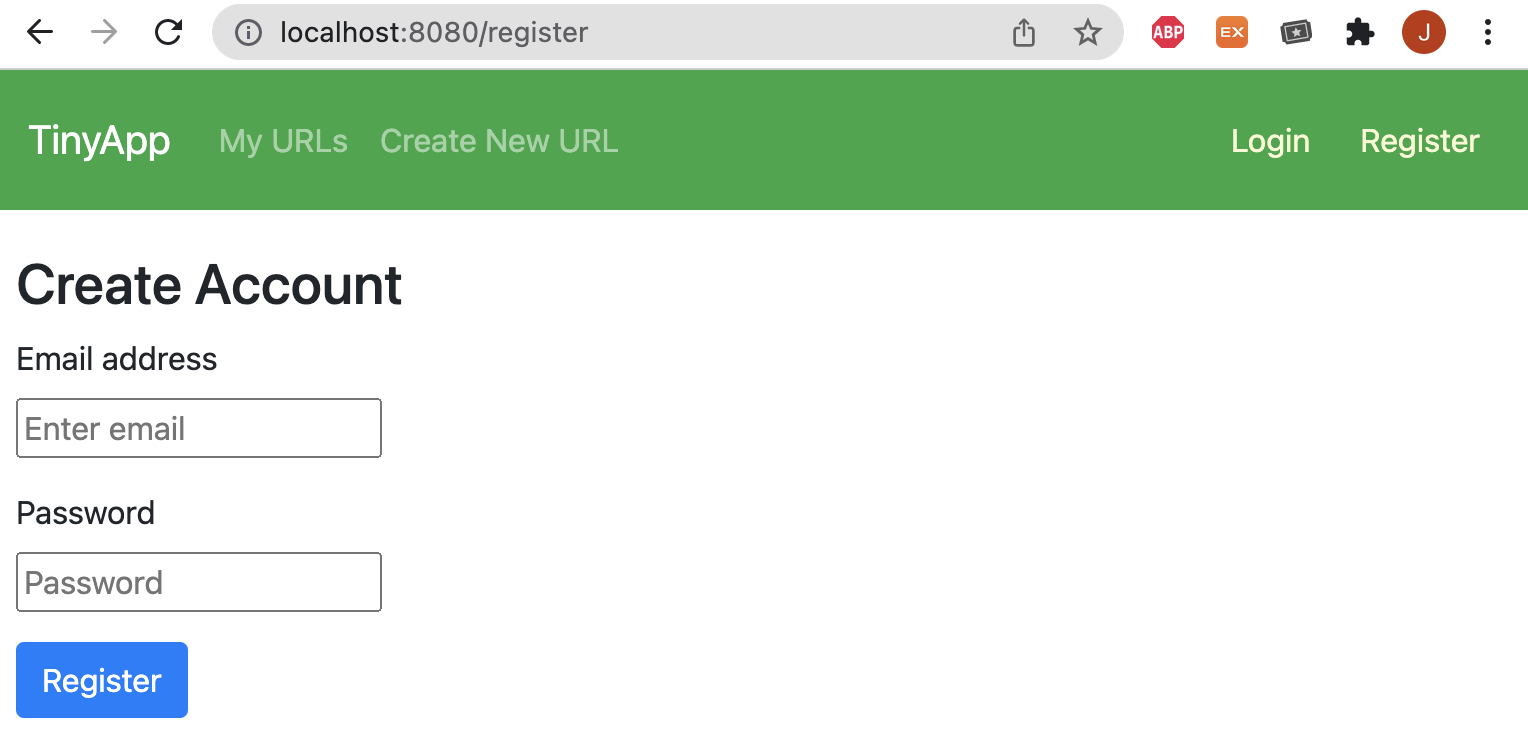 localhost:8080/register
ABP
EX
J
TinyApp My URLs Create New URL Login Register
Create Account
Email address
Enter email
Password
Password
Register